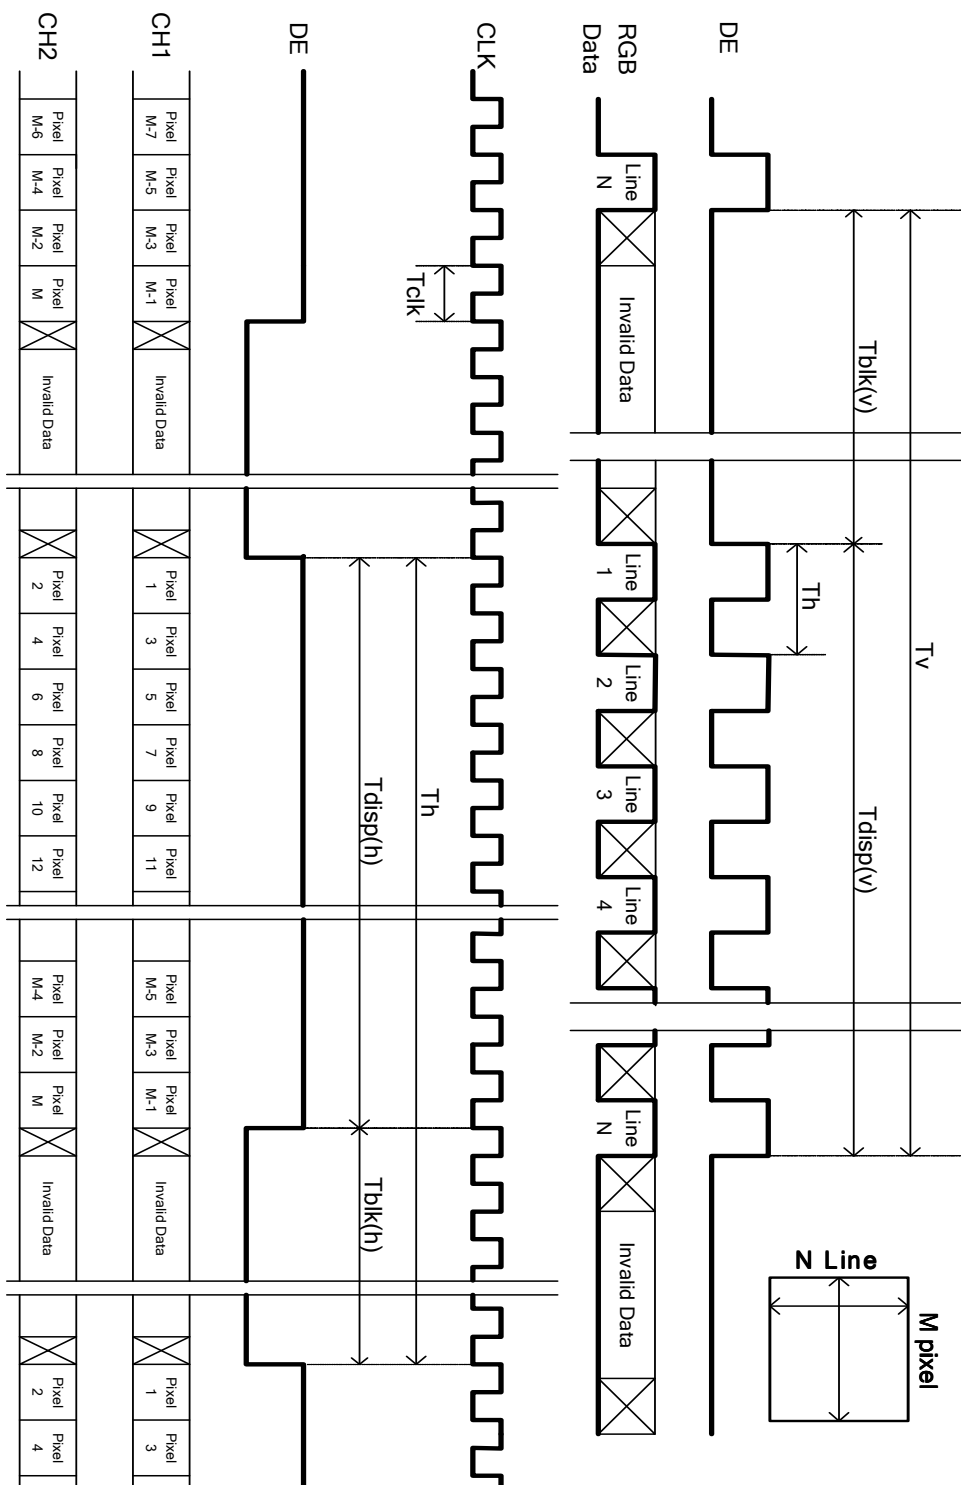 Tv
Tblk(v)
Tdisp(v)
Th
DE
RGB
Data
Line
N
Invalid Data
Line
1
Line
2
Line
3
Line
4
Line
N
Invalid Data
N Line
M pixel
CLK
Tclk
Th
Tdisp(h)
Tblk(h)
DE
CH1
Pixel
M-7
Pixel
M-5
Pixel
M-3
Pixel
M-1
Invalid Data
Pixel
1
Pixel
3
Pixel
5
Pixel
7
Pixel
9
Pixel
11
Pixel
M-5
Pixel
M-3
Pixel
M-1
Invalid Data
Pixel
1
Pixel
3
CH2
Pixel
M-6
Pixel
M-4
Pixel
M-2
Pixel
M
Invalid Data
Pixel
2
Pixel
4
Pixel
6
Pixel
8
Pixel
10
Pixel
12
Pixel
M-4
Pixel
M-2
Pixel
M
Invalid Data
Pixel
2
Pixel
4